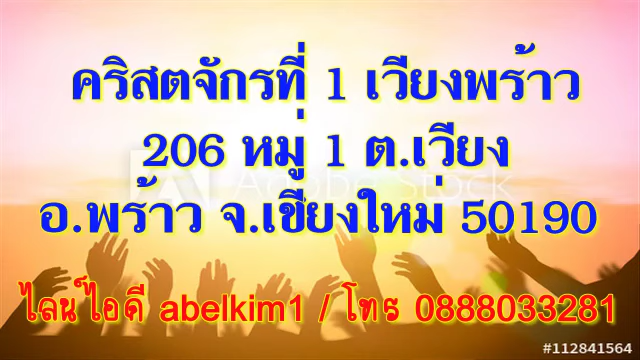 คริสตจักรที่ 1 เวียงพร้าว
206 หมู่ 1 ต.เวียง
อ.พร้าว จ.เชียงใหม่ 50190
ไลน์ไอดี abelkim1 / โทร 0888033281
Adobe Stock
#112841564